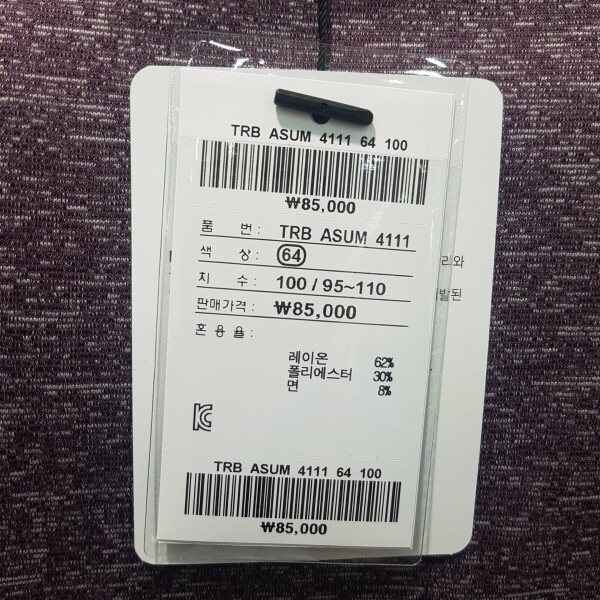 TRB ASUM 4111 64 100
₩85,000
품 번 : TRB ASUM 4111
색 상 : 64
치 수 : 100 / 95~110
판매가격 : ₩85,000
혼 용 율 :
레이온 62%
폴리에스터 30%
면 8%
TRB ASUM 4111 64 100
₩85,000
리와
발된